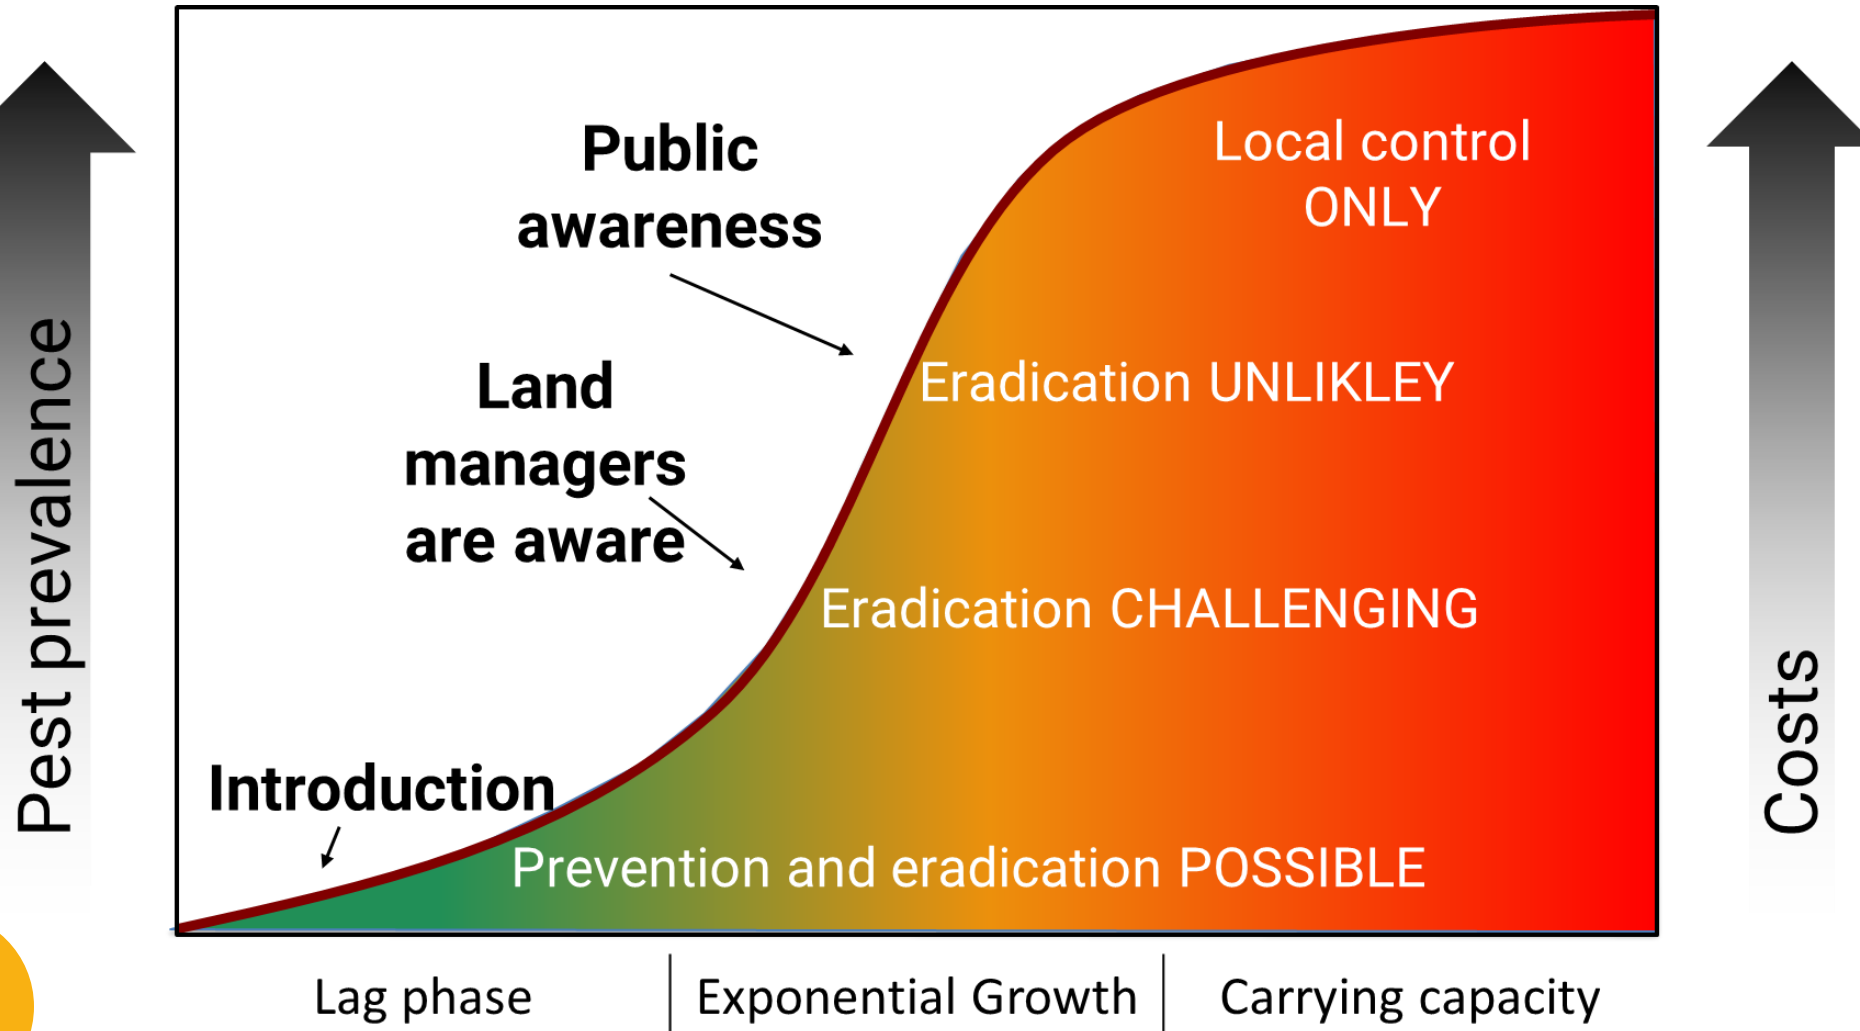 Pest prevalence
Public
awareness
Land
managers
are aware
Introduction
Local control
ONLY
Eradication UNLIKLEY
Eradication CHALLENGING
Prevention and eradication POSSIBLE
Costs
Lag phase
Exponential Growth
Carrying capacity